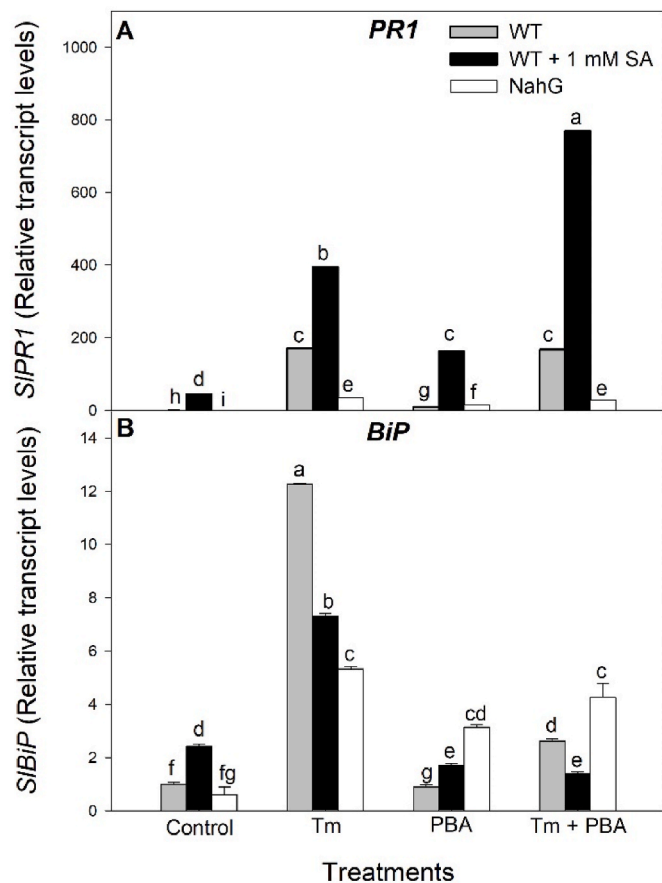 A
PR1
WT
WT + 1 mM SA
NahG
SlPR1 (Relative transcript levels)
1000
800
600
400
200
0
h d i
c b e
g c f
c a e
B
BiP
SlBiP (Relative transcript levels)
14
12
10
8
6
4
2
0
f d fg
a b c
g e cd
d e c
Control Tm PBA Tm + PBA
Treatments